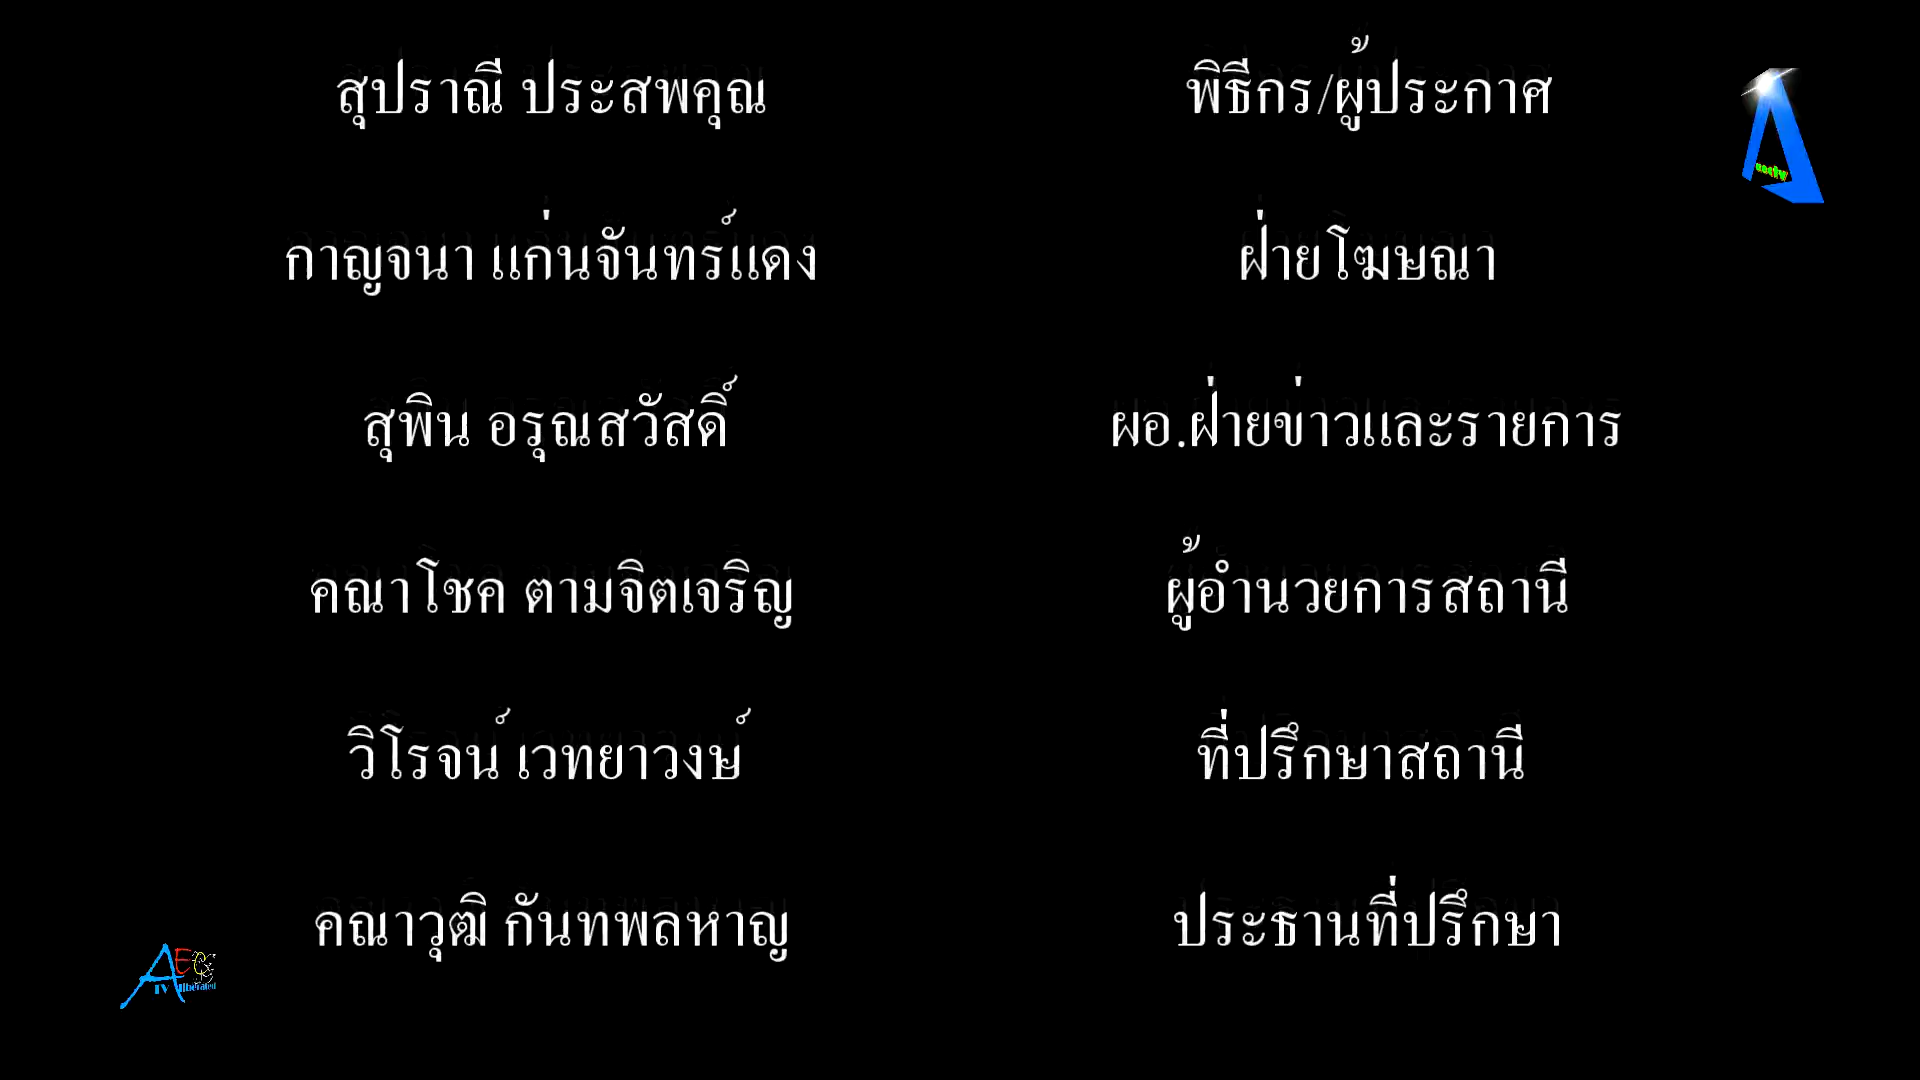 สุปราณี ประสพคุณ พิธีกร/ผู้ประกาศ
aectv
กาญจนา แก่นจันทร์แดง ฝ่ายโฆษณา
สุพิน อรุณสวัสดิ์ ผอ.ฝ่ายข่าวและรายการ
คณาโชค ตามจิตเจริญ ผู้อำนวยการสถานี
วิโรจน์ เวทยาวงษ์ ที่ปรึกษาสถานี
คณาวุฒิ กันทพลหาญ ประธานที่ปรึกษา
AEC
TV liberated